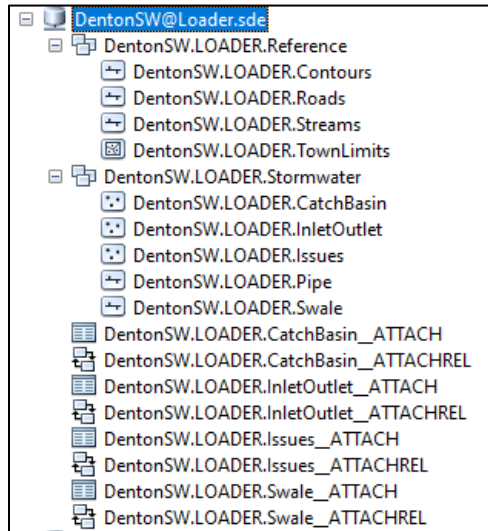 DentonSW@Loader.sde
DentonSW.LOADER.Reference
DentonSW.LOADER.Contours
DentonSW.LOADER.Roads
DentonSW.LOADER.Streams
DentonSW.LOADER.TownLimits
DentonSW.LOADER.Stormwater
DentonSW.LOADER.CatchBasin
DentonSW.LOADER.InletOutlet
DentonSW.LOADER.Issues
DentonSW.LOADER.Pipe
DentonSW.LOADER.Swale
DentonSW.LOADER.CatchBasin__ATTACH
DentonSW.LOADER.CatchBasin__ATTACHREL
DentonSW.LOADER.InletOutlet__ATTACH
DentonSW.LOADER.InletOutlet__ATTACHREL
DentonSW.LOADER.Issues__ATTACH
DentonSW.LOADER.Issues__ATTACHREL
DentonSW.LOADER.Swale__ATTACH
DentonSW.LOADER.Swale__ATTACHREL